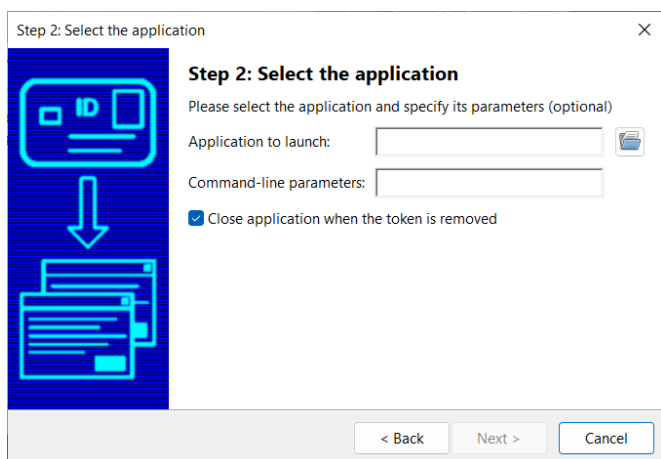 Step 2: Select the application
ID
Step 2: Select the application
Please select the application and specify its parameters (optional)
Application to launch:
Command-line parameters:
Close application when the token is removed
< Back
Next >
Cancel